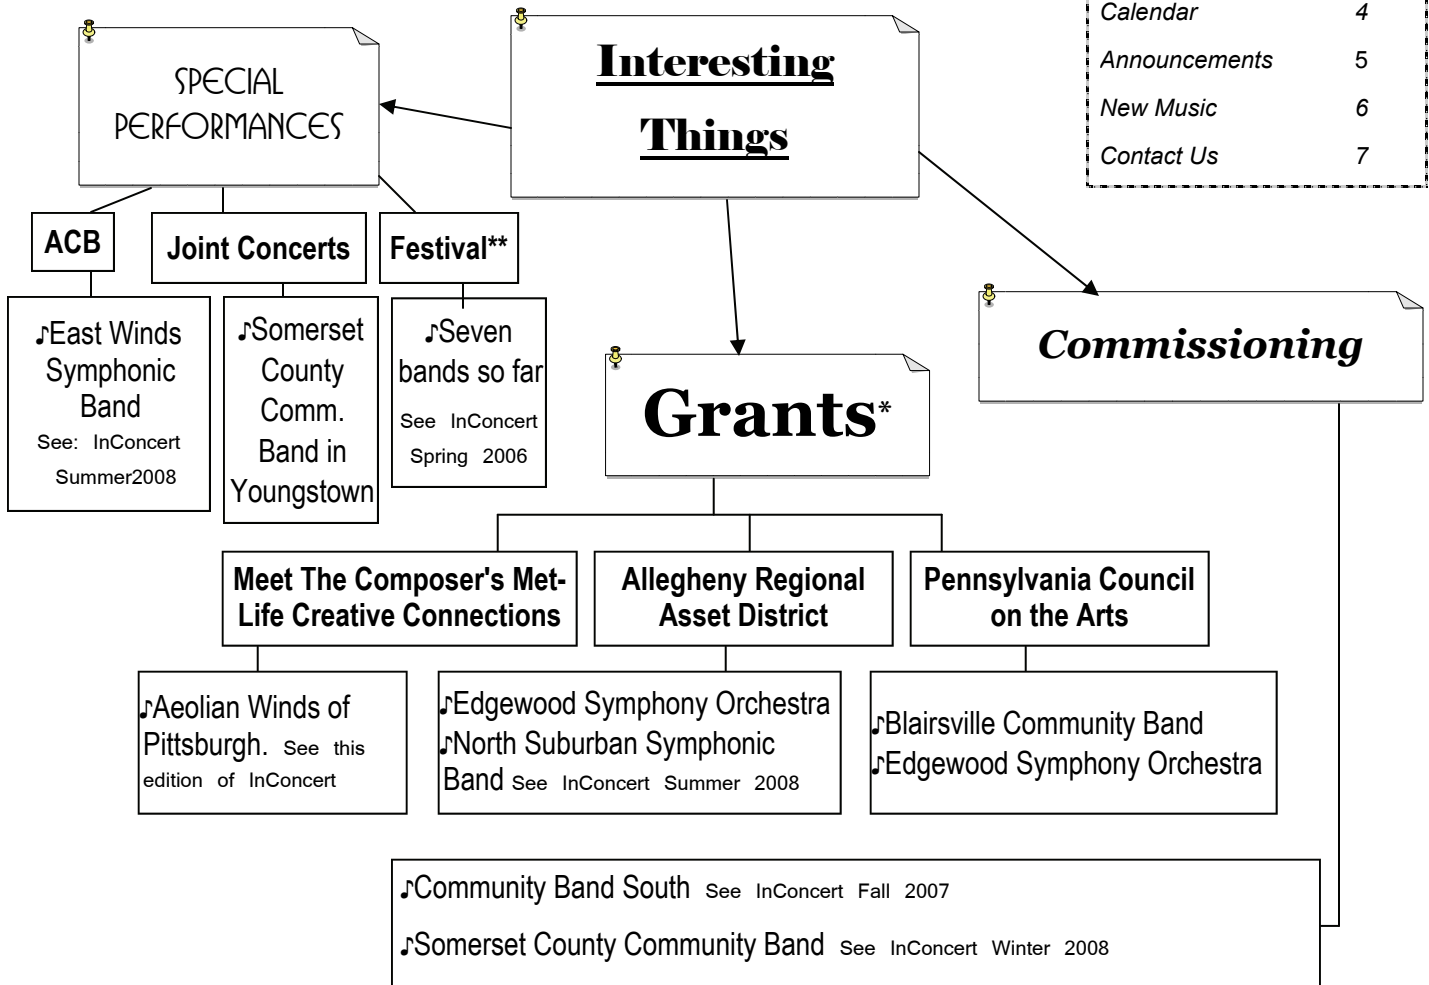 Calendar 4
Announcements 5
New Music 6
Contact Us 7
Interesting
Things
SPECIAL
PERFORMANCES
ACB
Joint Concerts
Festival**
♪East Winds
Symphonic
Band
See: InConcert
Summer2008
♪Somerset
County
Comm.
Band in
Youngstown
♪Seven
bands so far
See InConcert
Spring 2006
Commissioning
Grants*
Meet The Composer's Met-
Life Creative Connections
Allegheny Regional
Asset District
Pennsylvania Council
on the Arts
♪Aeolian Winds of
Pittsburgh. See this
edition of InConcert
♪Edgewood Symphony Orchestra
♪North Suburban Symphonic
Band See InConcert Summer 2008
♪Blairsville Community Band
♪Edgewood Symphony Orchestra
♪Community Band South See InConcert Fall 2007
♪Somerset County Community Band See InConcert Winter 2008